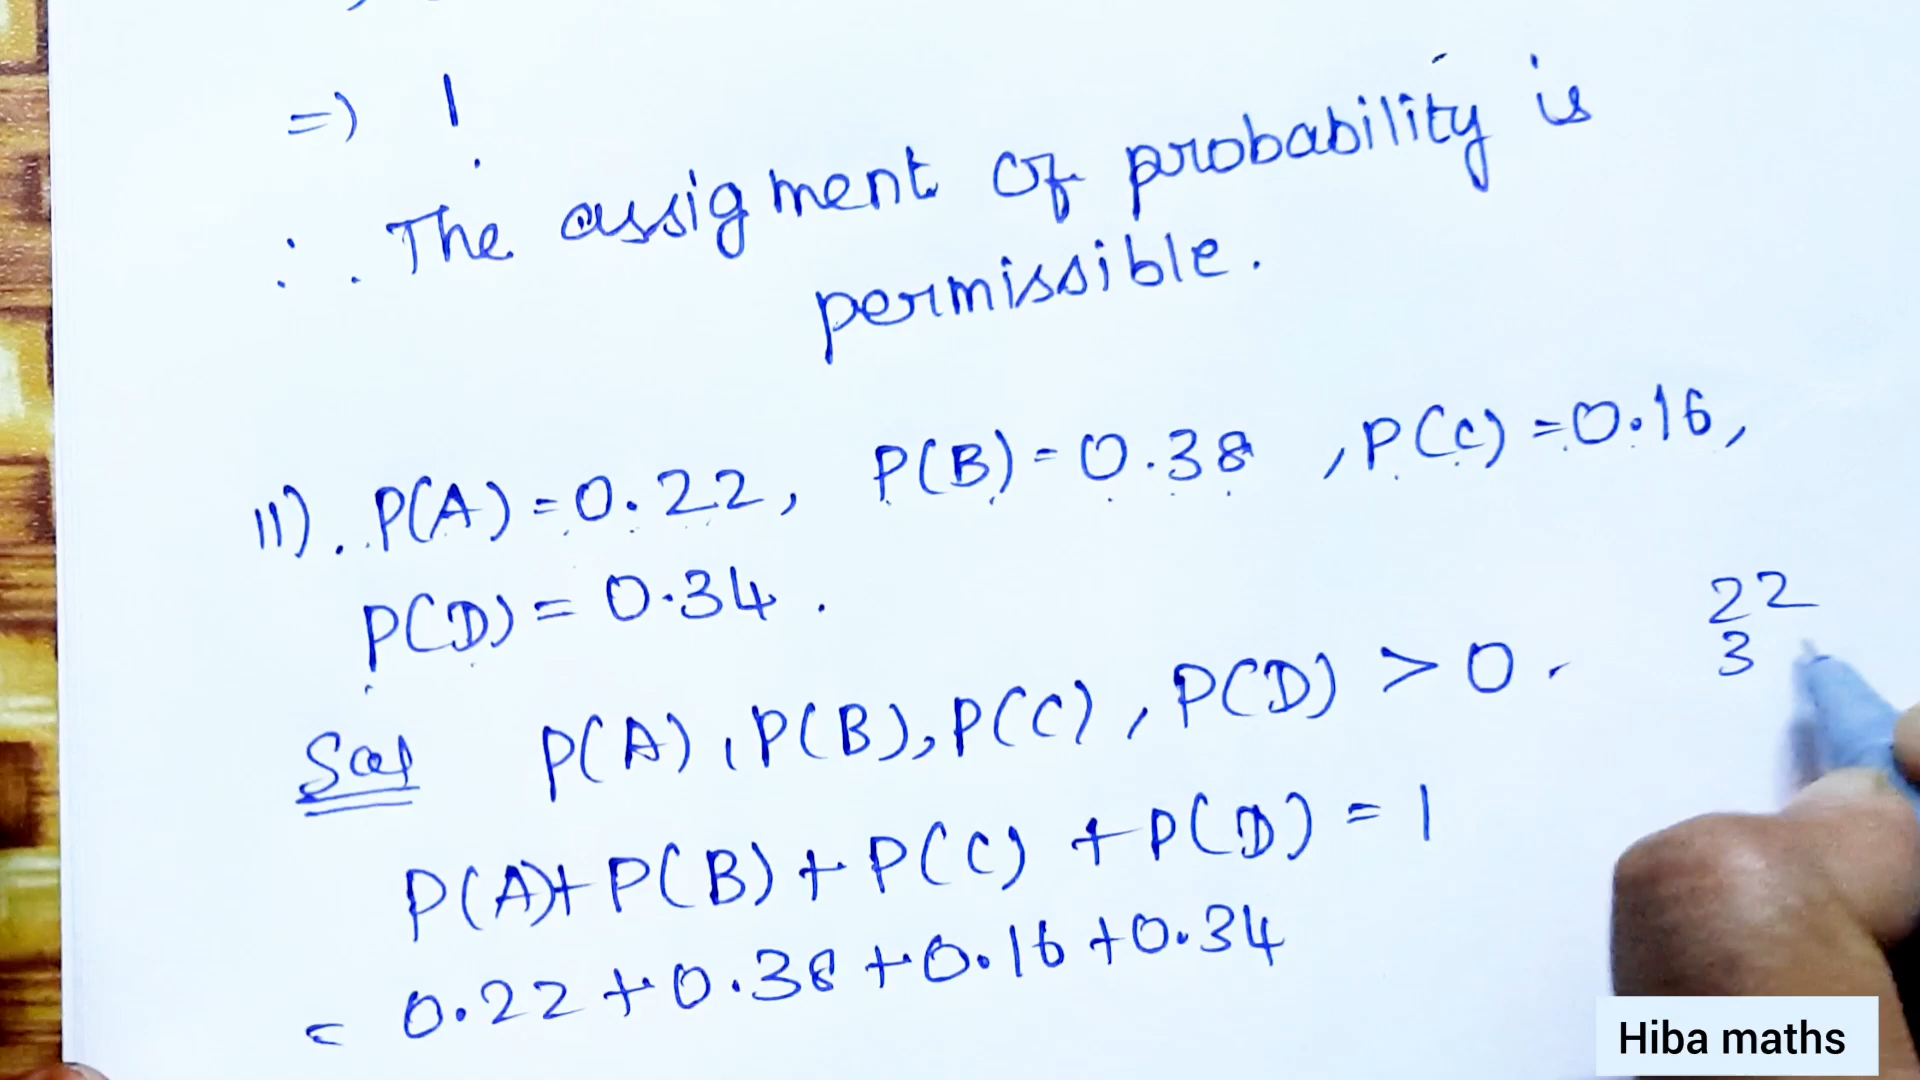 =) 1
∴ The assigment of probability is
permissible.
II). P(A)=0.22, P(B)=0.38 , P(C)=0.16,
P(D)= 0.34.
Sol P(A), P(B), P(C), P(D) > 0.
22
3
P(A)+P(B)+P(C) +P(D) = 1
= 0.22+0.38+0.16+0.34
Hiba maths